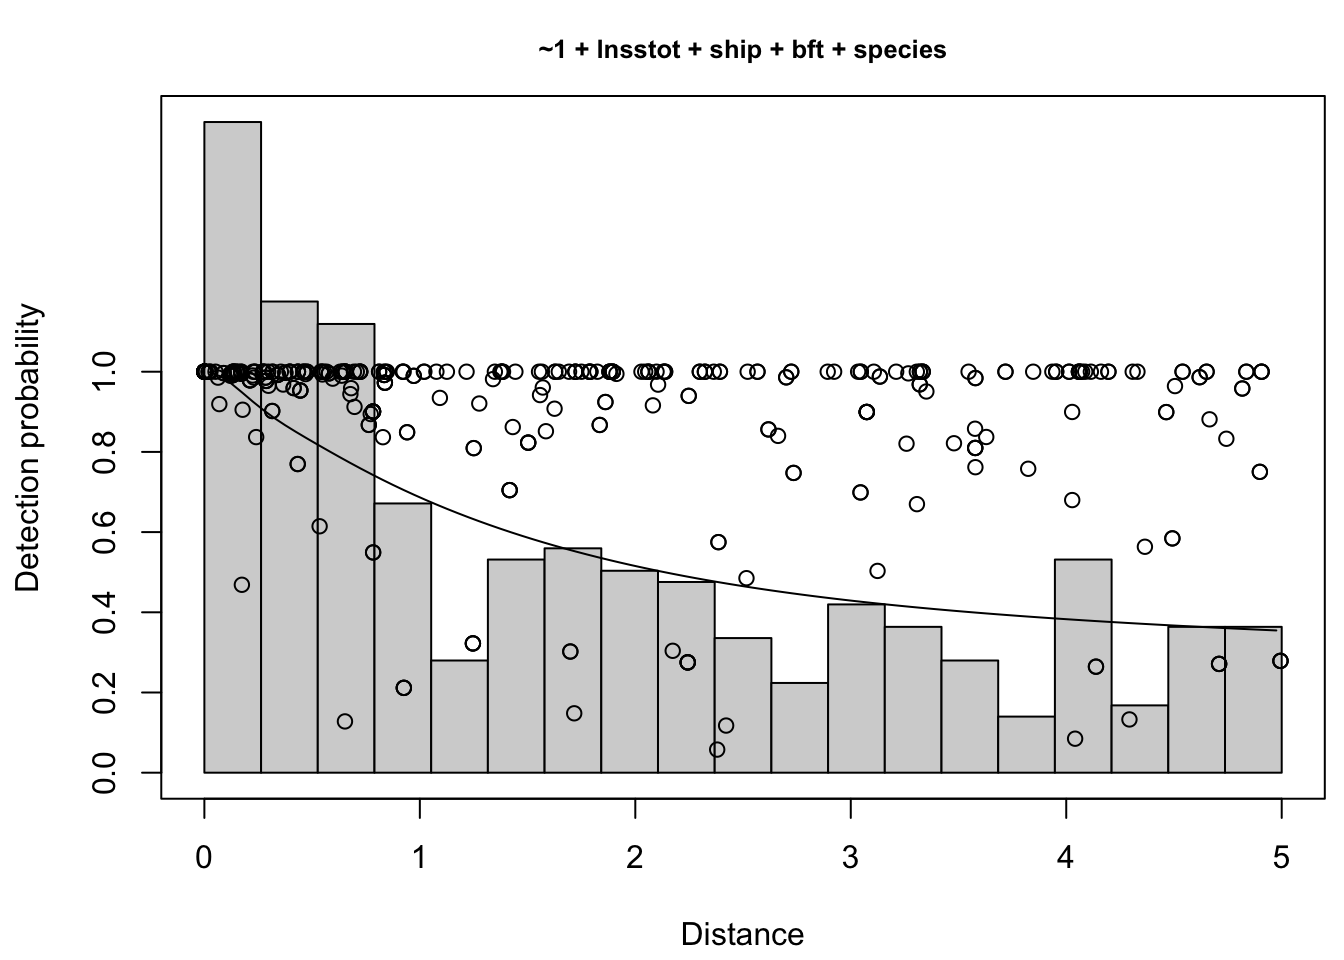 ~1 + lnsstot + ship + bft + species
Detection probability
1.0
0.8
0.6
0.4
0.2
0.0
0 1 2 3 4 5
Distance